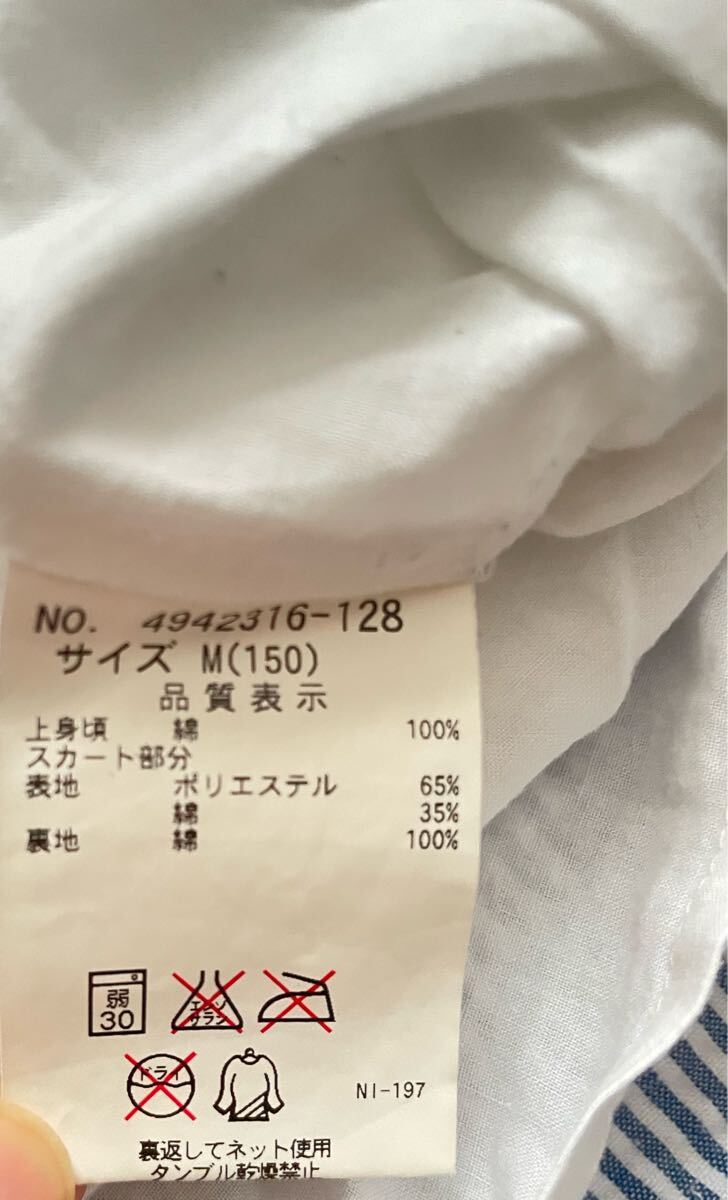 NO. 4942316-128
サイズ M(150)
品質表示
上身頃 綿 100%
スカート部分
表地 ポリエステル 65%
綿 35%
裏地 綿 100%
弱
30
エンソ
サラシ
ドライ
NI-197
裏返してネット使用
タンブル乾燥禁止